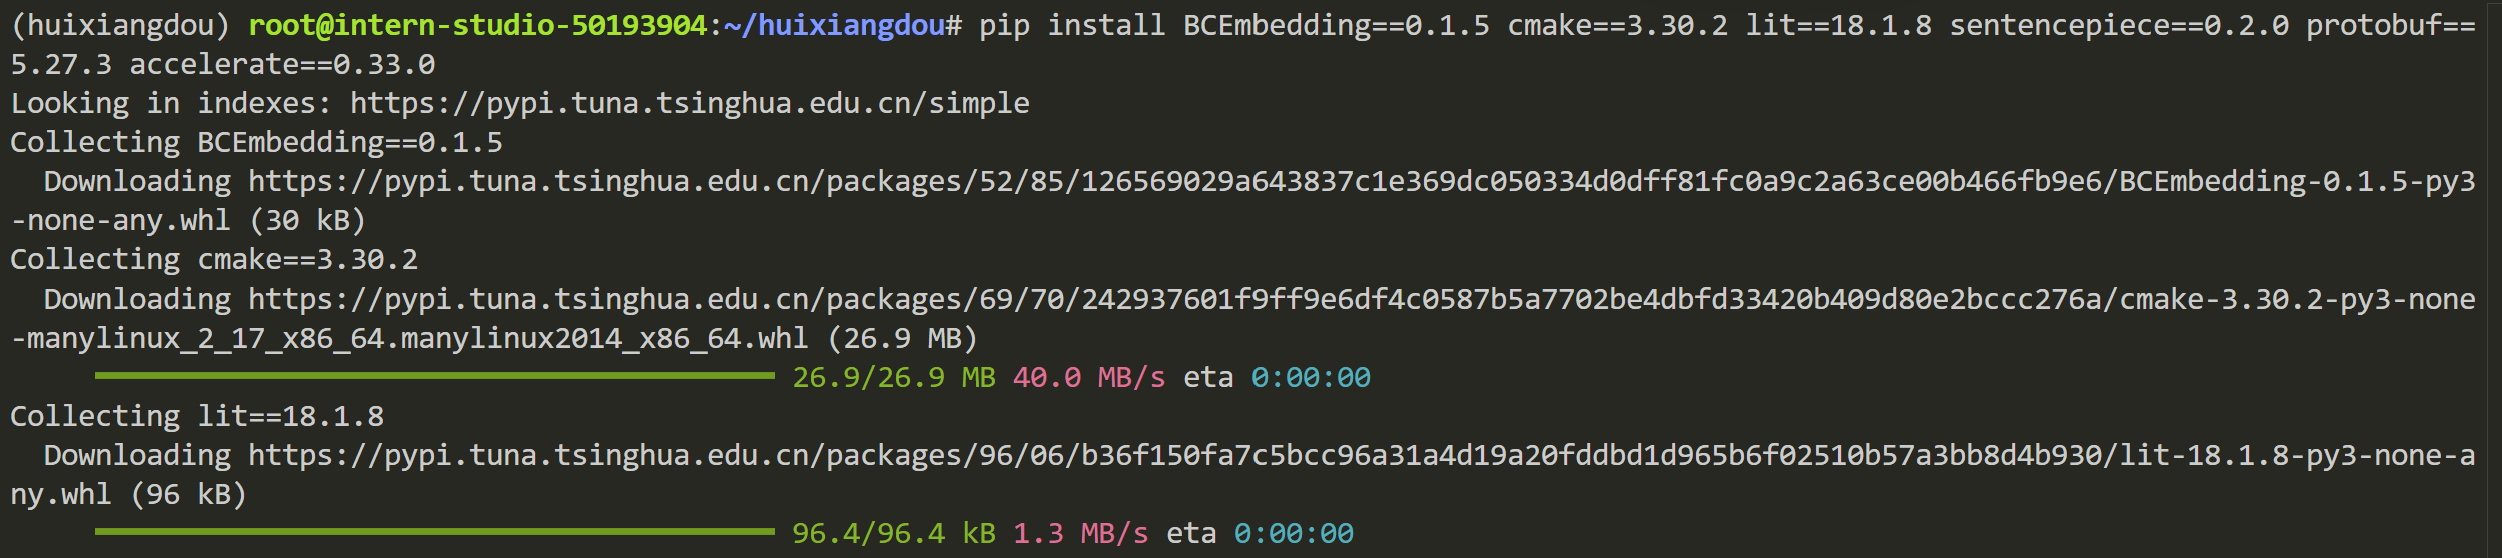 (huixiangdou) root@intern-studio-50193904:~/huixiangdou# pip install BCEmbedding==0.1.5 cmake==3.30.2 lit==18.1.8 sentencepiece==0.2.0 protobuf==
5.27.3 accelerate==0.33.0
Looking in indexes: https://pypi.tuna.tsinghua.edu.cn/simple
Collecting BCEmbedding==0.1.5
  Downloading https://pypi.tuna.tsinghua.edu.cn/packages/52/85/126569029a643837c1e369dc050334d0dff81fc0a9c2a63ce00b466fb9e6/BCEmbedding-0.1.5-py3
-none-any.whl (30 kB)
Collecting cmake==3.30.2
  Downloading https://pypi.tuna.tsinghua.edu.cn/packages/69/70/242937601f9ff9e6df4c0587b5a7702be4dbfd33420b409d80e2bccc276a/cmake-3.30.2-py3-none
-manylinux_2_17_x86_64.manylinux2014_x86_64.whl (26.9 MB)
26.9/26.9 MB 40.0 MB/s eta 0:00:00
Collecting lit==18.1.8
  Downloading https://pypi.tuna.tsinghua.edu.cn/packages/96/06/b36f150fa7c5bcc96a31a4d19a20fddbd1d965b6f02510b57a3bb8d4b930/lit-18.1.8-py3-none-a
ny.whl (96 kB)
96.4/96.4 kB 1.3 MB/s eta 0:00:00